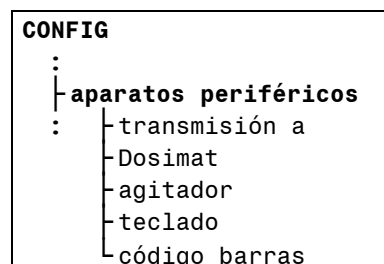 CONFIG
:
aparatos periféricos
: transmisión a
Dosimat
agitador
teclado
código barras